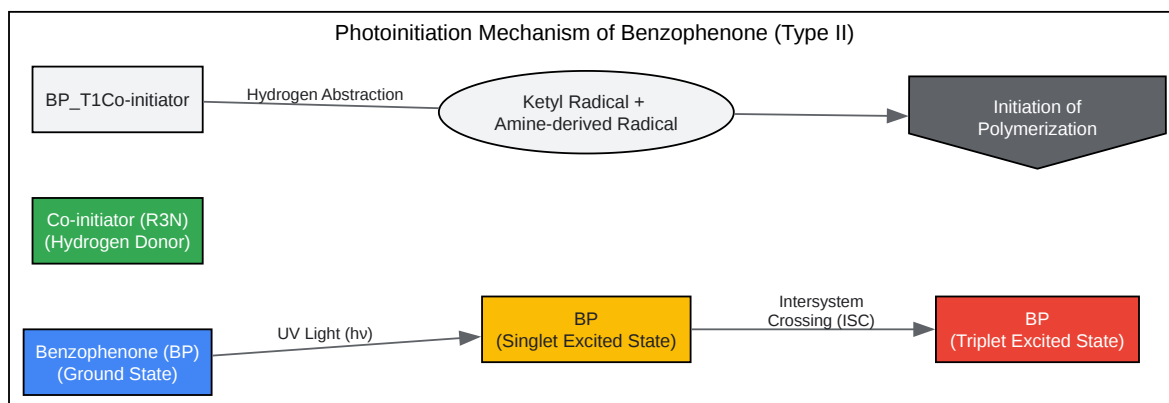 Photoinitiation Mechanism of Benzophenone (Type II)
BP_T1Co-initiator
Hydrogen Abstraction
Ketyl Radical +
Amine-derived Radical
Initiation of
Polymerization
Co-initiator (R3N)
(Hydrogen Donor)
Benzophenone (BP)
(Ground State)
UV Light (hν)
BP
(Singlet Excited State)
Intersystem
Crossing (ISC)
BP
(Triplet Excited State)